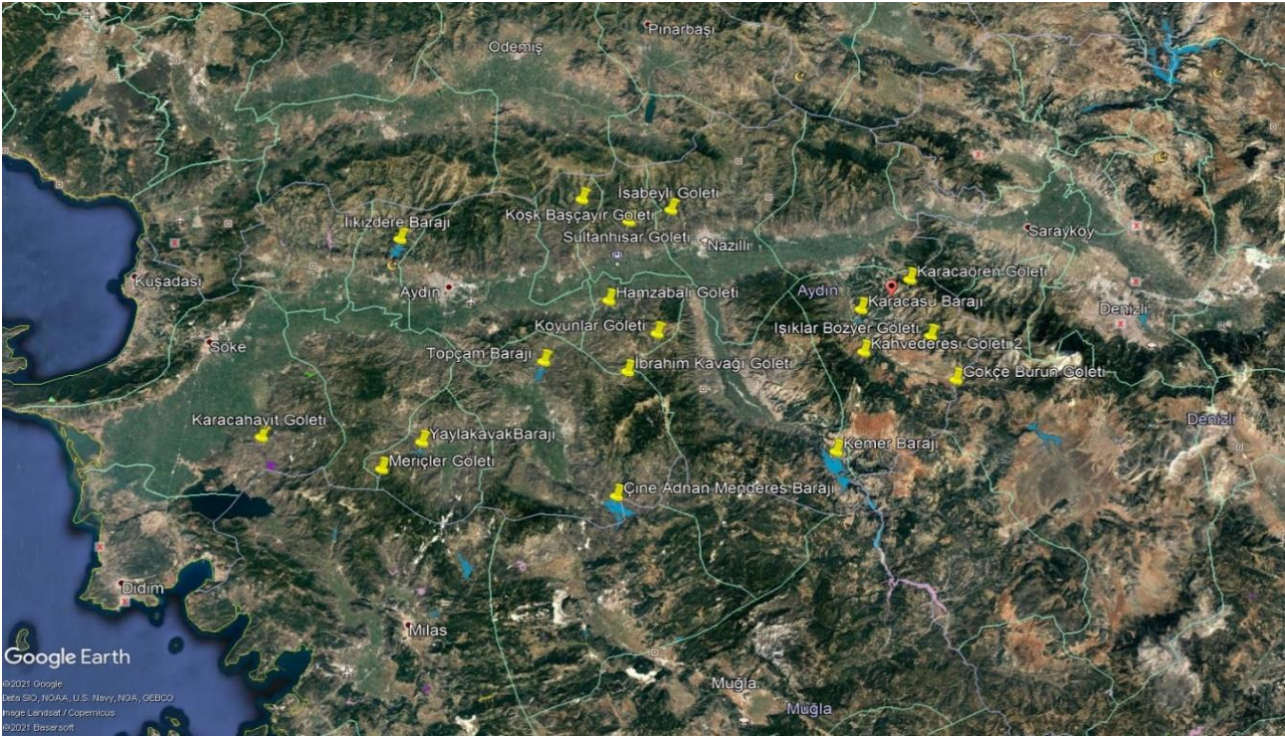 Pınarbaşı
Ödemiş
İsabeyli Göleti
Köşk Başçayır Göleti
İikizdere Barajı
Sultanhisar Göleti
Nazilli
Sarayköy
Kuşadası
Karacaören Göleti
Aydın
Hamzabalı Göleti
Aydın
Karacasu Barajı
Denizli
Koyunlar Göleti
Işıklar Bozyer Göleti
Söke
Topçam Barajı
İbrahim Kavağı Göleti
Kahvederesi Göleti 2
Gökçe Burun Göleti
Karacahayıt Göleti
YaylakavakBarajı
Denizli
Meriçler Göleti
Kemer Barajı
Çine Adnan Menderes Barajı
Didim
Milas
Google Earth
Muğla
Muğla
©2021 Google
Data SIO, NOAA, U.S. Navy, NGA, GEBCO
Image Landsat / Copernicus
©2021 Basarsoft